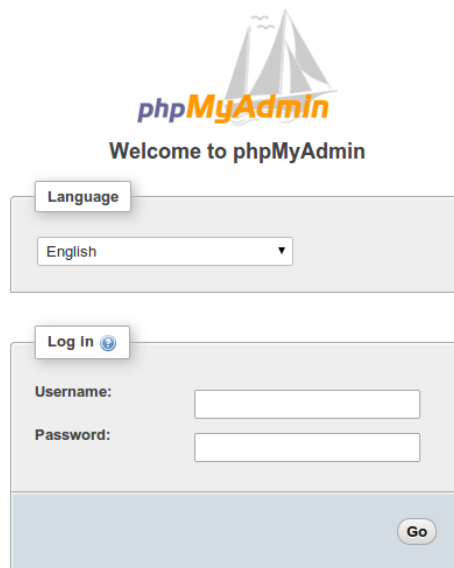 phpMyAdmin
Welcome to phpMyAdmin
Language
English
Log in
Username:
Password:
Go